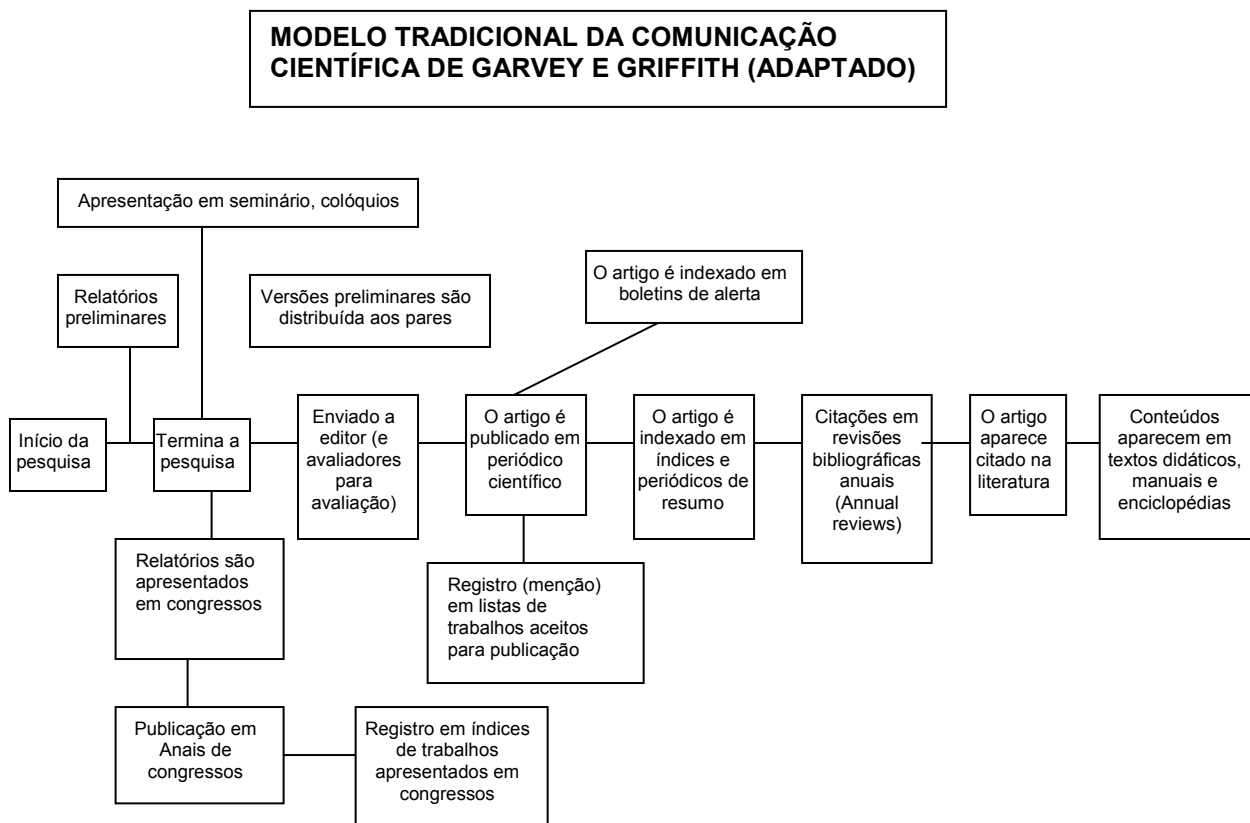 MODELO TRADICIONAL DA COMUNICAÇÃO
CIENTÍFICA DE GARVEY E GRIFFITH (ADAPTADO)
Apresentação em seminário, colóquios
Relatórios
preliminares
Versões preliminares são
distribuída aos pares
O artigo é indexado em
boletins de alerta
Início da
pesquisa
Termina a
pesquisa
Enviado a
editor (e
avaliadores
para
avaliação)
O artigo é
publicado em
periódico
científico
O artigo é
indexado em
índices e
periódicos de
resumo
Citações em
revisões
bibliográficas
anuais
(Annual
reviews)
O artigo
aparece
citado na
literatura
Conteúdos
aparecem em
textos didáticos,
manuais e
enciclopédias
Relatórios são
apresentados
em congressos
Registro (menção)
em listas de
trabalhos aceitos
para publicação
Publicação em
Anais de
congressos
Registro em índices
de trabalhos
apresentados em
congressos